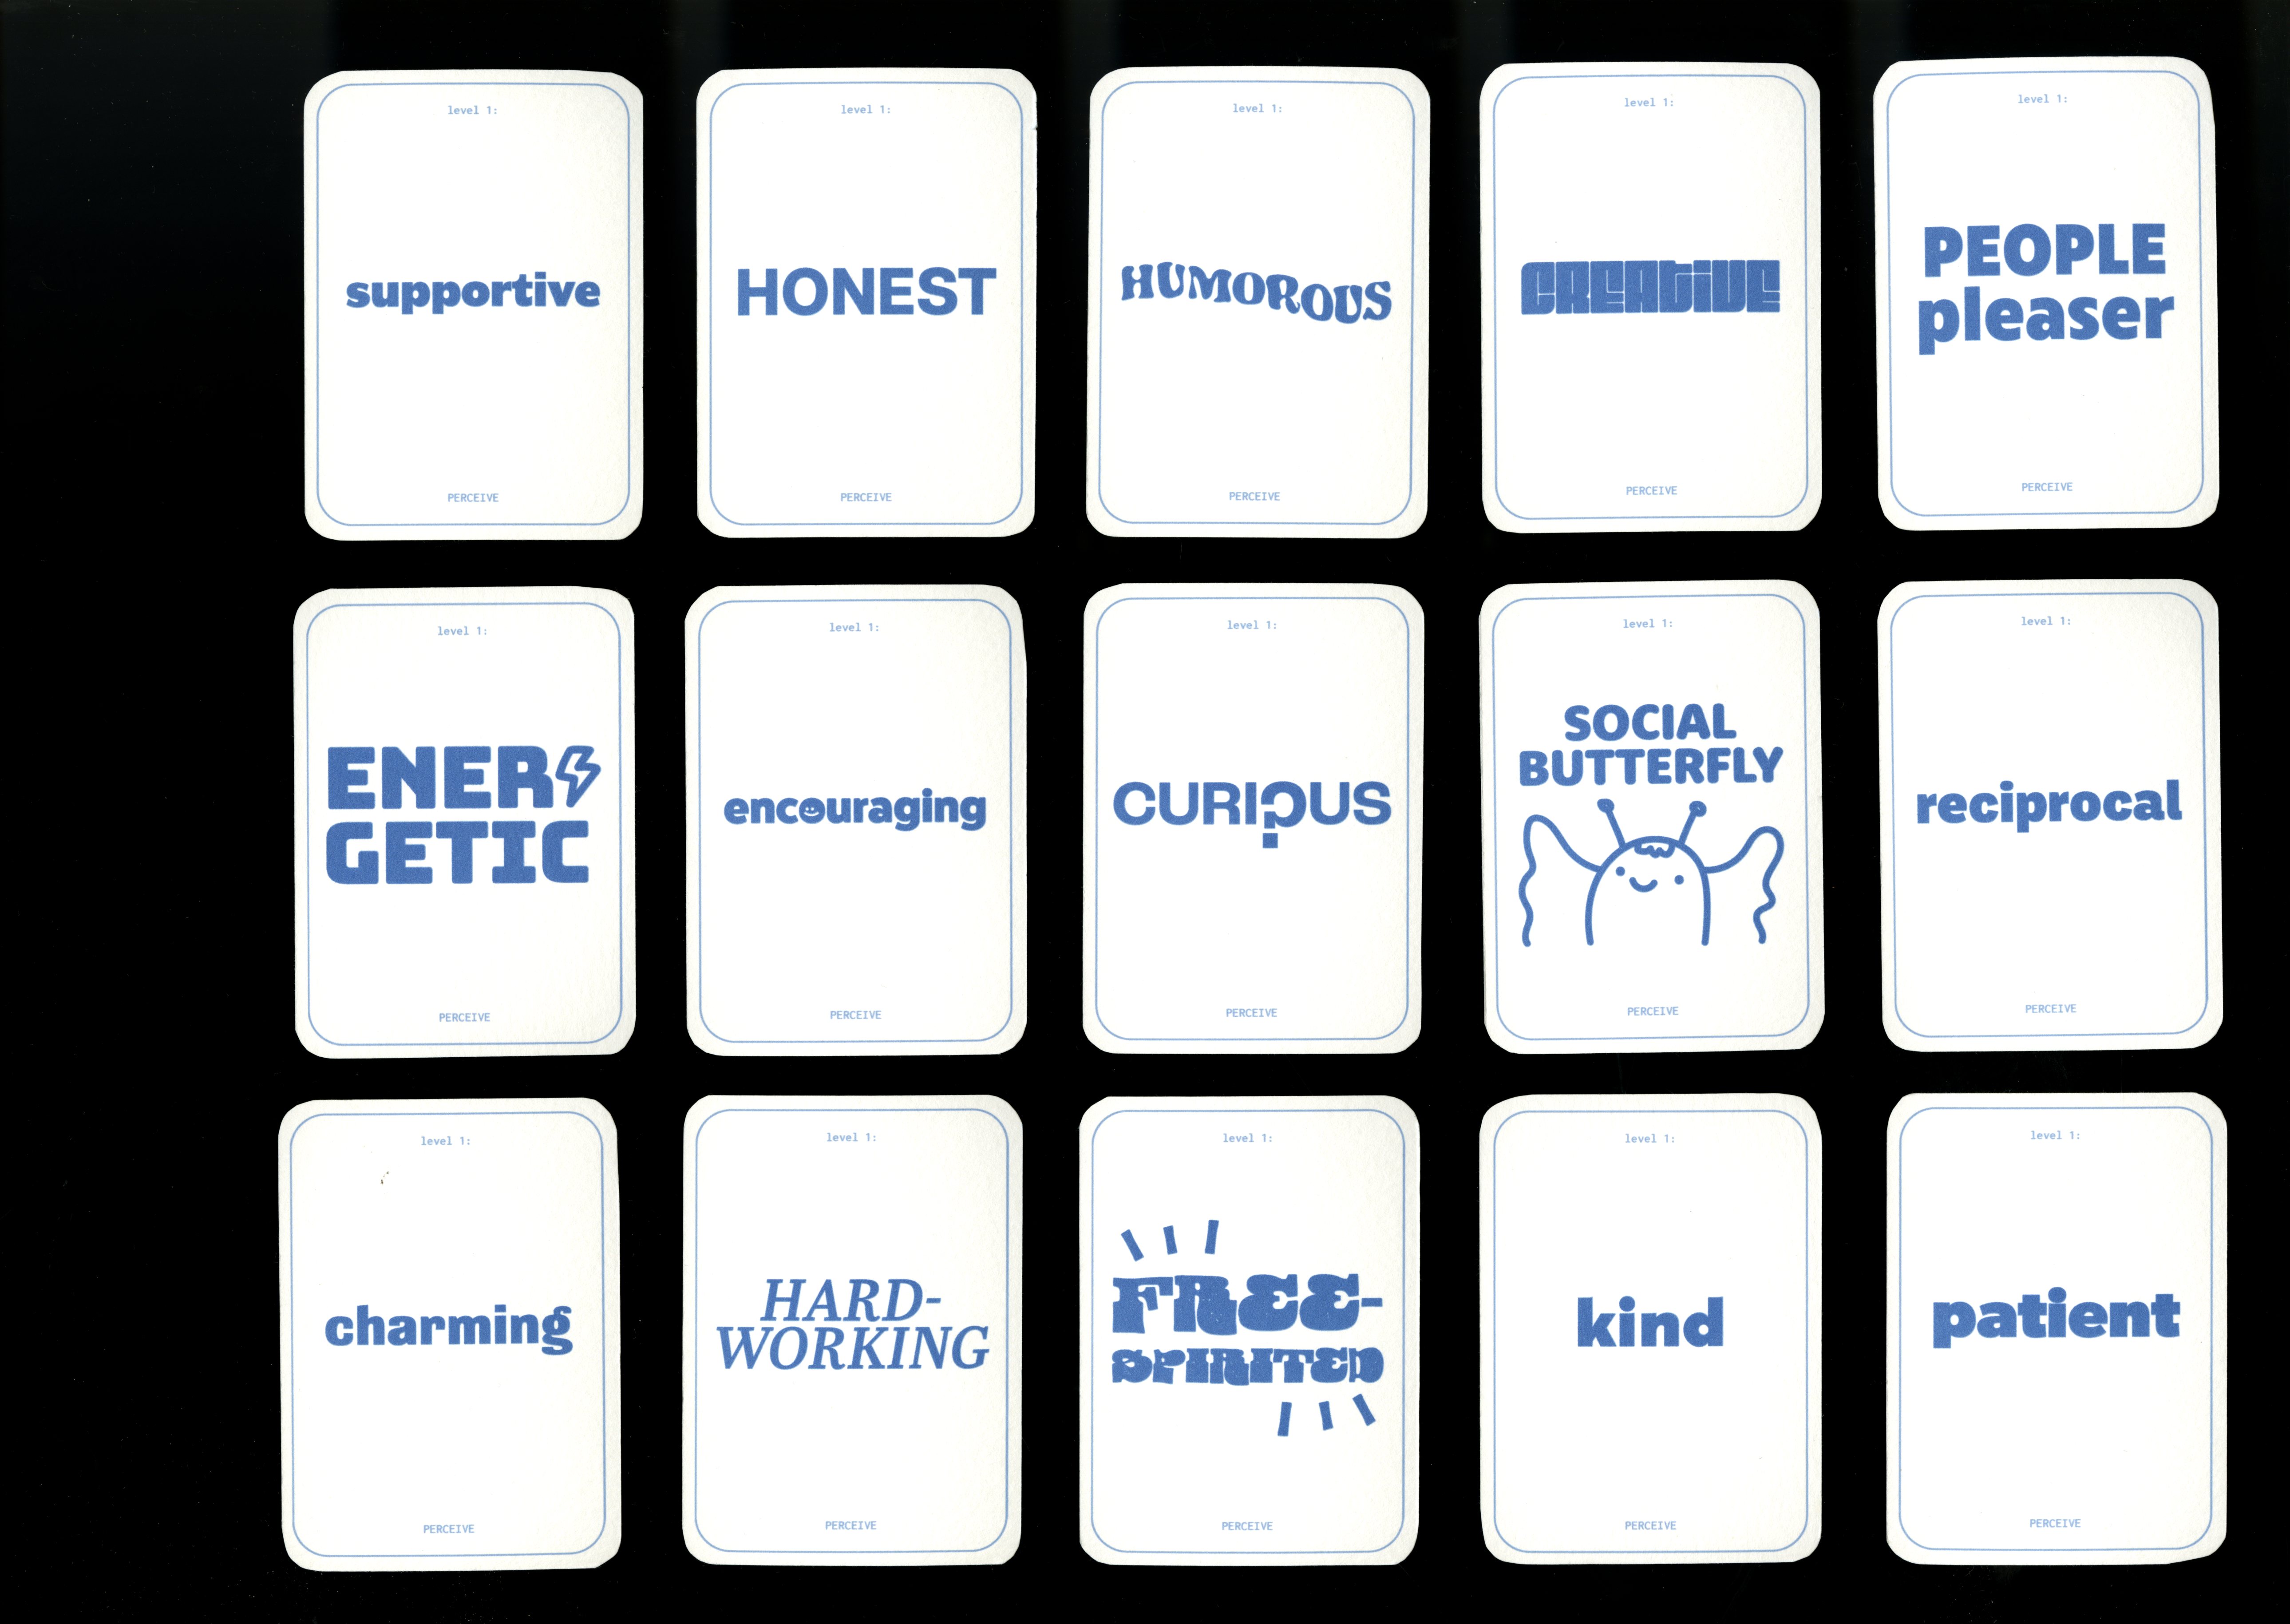 level 1:
supportive
PERCEIVE
level 1:
HONEST
PERCEIVE
level 1:
HUMOROUS
PERCEIVE
level 1:
CREATiVE
PERCEIVE
level 1:
PEOPLE
pleaser
PERCEIVE
level 1:
ENER
GETIC
PERCEIVE
level 1:
encouraging
PERCEIVE
level 1:
CURIOUS
PERCEIVE
level 1:
SOCIAL
BUTTERFLY
PERCEIVE
level 1:
reciprocal
PERCEIVE
level 1:
charming
PERCEIVE
level 1:
HARD-
WORKING
PERCEIVE
level 1:
FREE-
SPIRITED
PERCEIVE
level 1:
kind
PERCEIVE
level 1:
patient
PERCEIVE